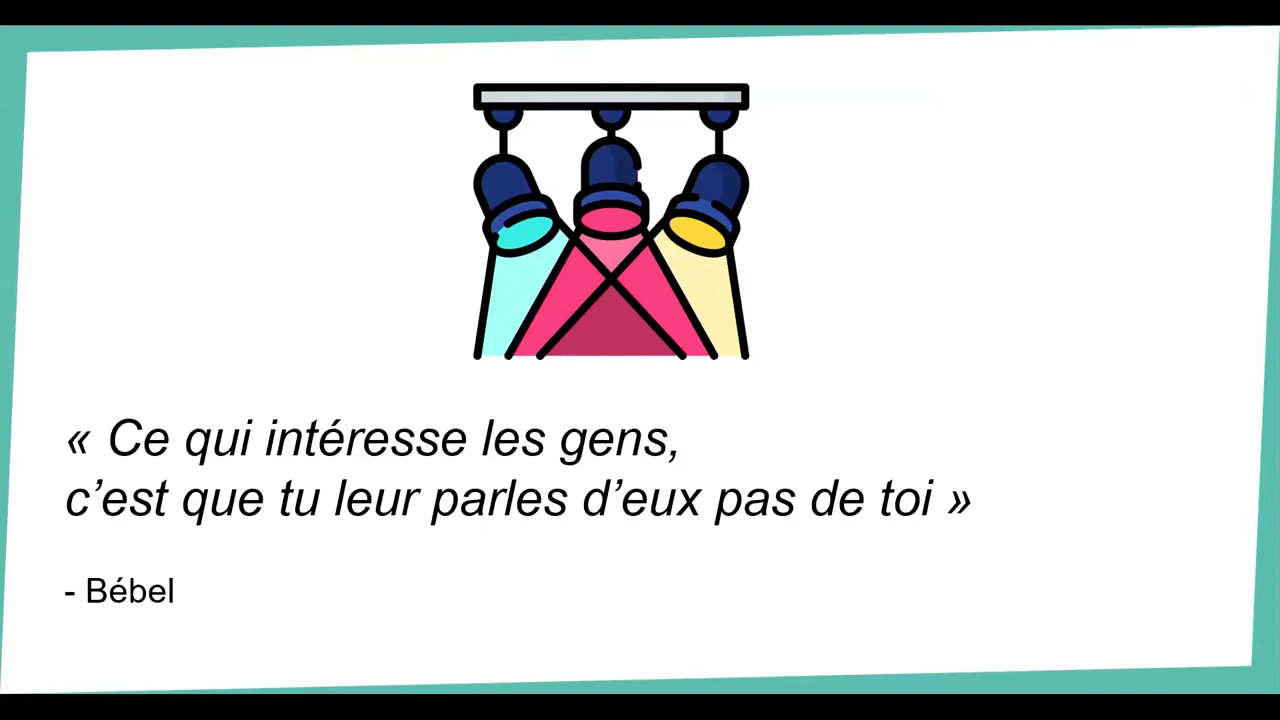 « Ce qui intéresse les gens,
c’est que tu leur parles d’eux pas de toi »
- Bébel